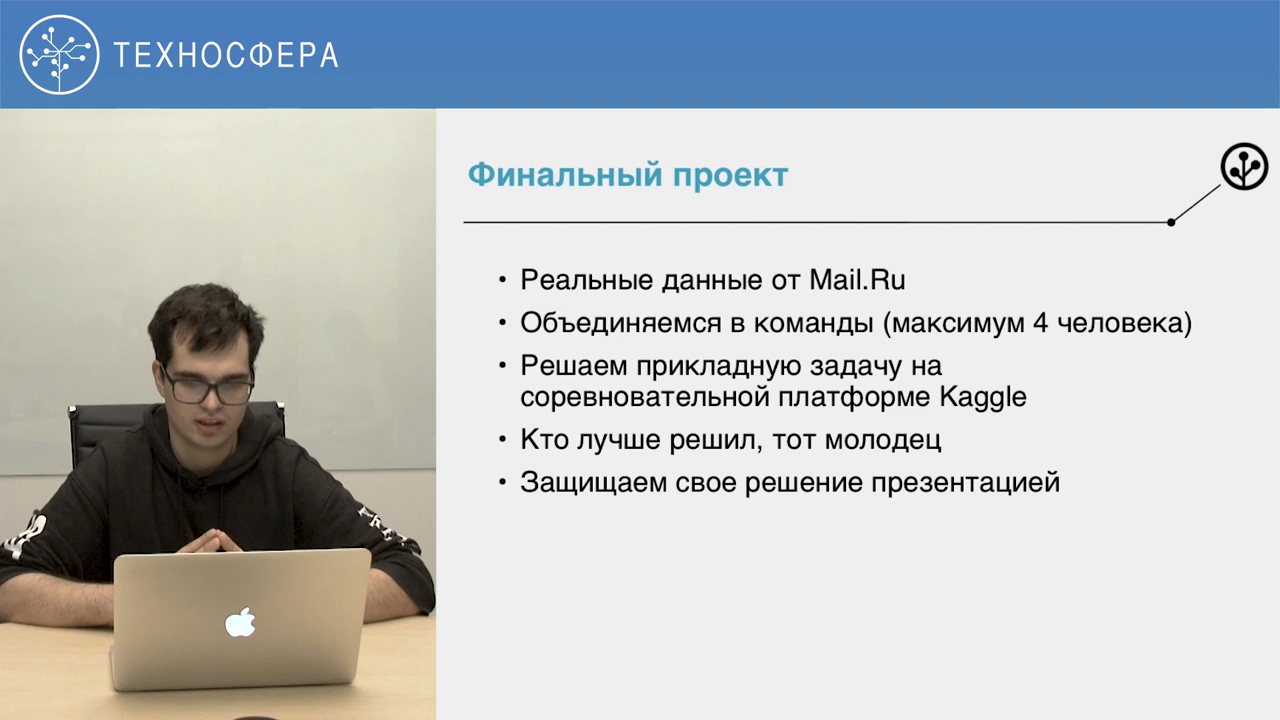 ТЕХНОСФЕРА
Финальный проект
• Реальные данные от Mail.Ru
• Объединяемся в команды (максимум 4 человека)
• Решаем прикладную задачу на
соревновательной платформе Kaggle
• Кто лучше решил, тот молодец
• Защищаем свое решение презентацией